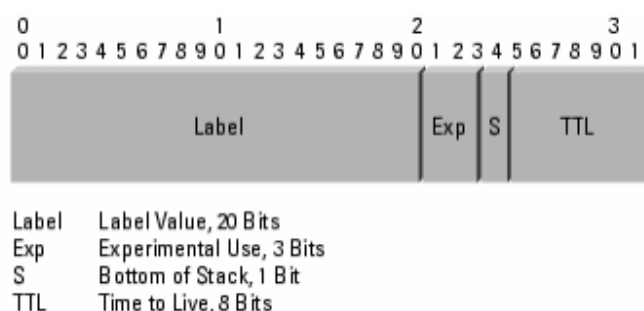 0 1 2 3
0 1 2 3 4 5 6 7 8 9 0 1 2 3 4 5 6 7 8 9 0 1 2 3 4 5 6 7 8 9 0 1
Label Exp S TTL
Label Label Value, 20 Bits
Exp Experimental Use, 3 Bits
S Bottom of Stack, 1 Bit
TTL Time to Live, 8 Bits